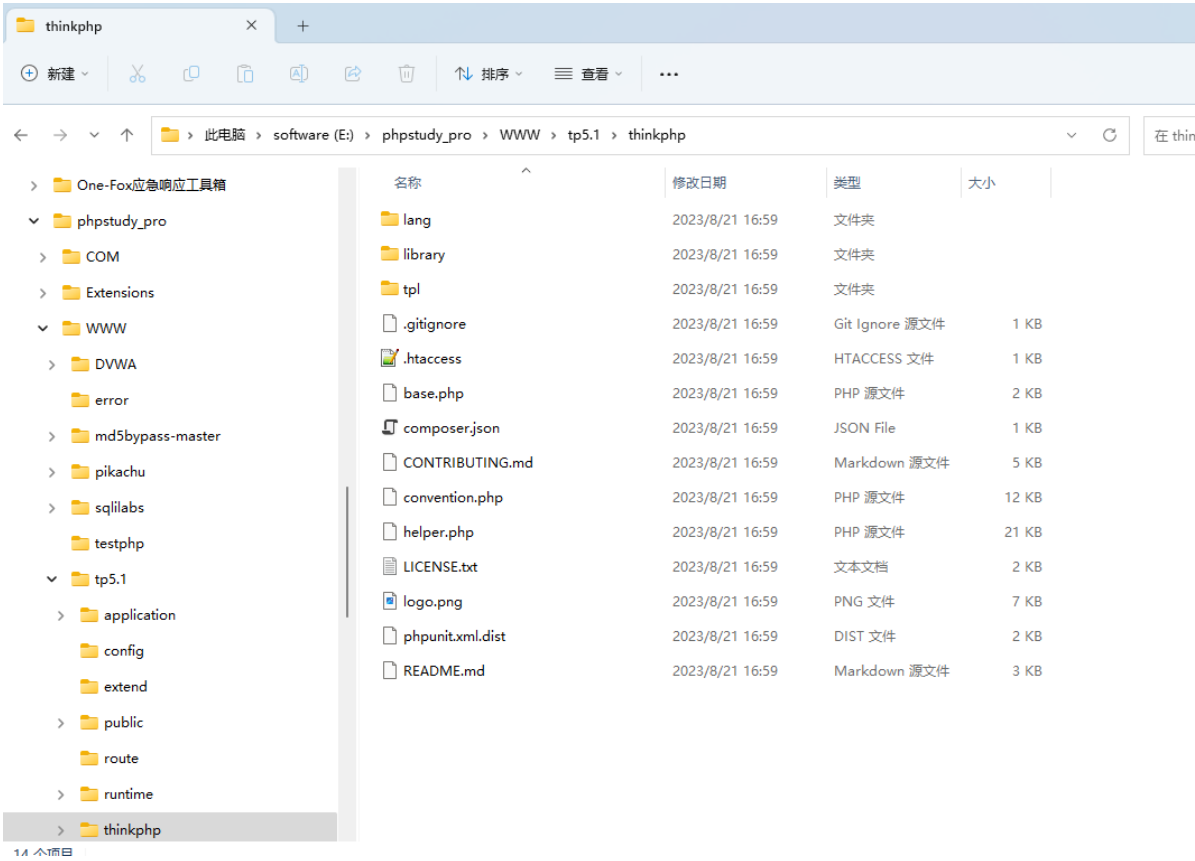 thinkphp
新建
排序
查看
此电脑 > software (E:) > phpstudy_pro > WWW > tp5.1 > thinkphp
在 thin
One-Fox应急响应工具箱
phpstudy_pro
COM
Extensions
WWW
DVWA
error
md5bypass-master
pikachu
sqlilabs
testphp
tp5.1
application
config
extend
public
route
runtime
thinkphp
名称 修改日期 类型 大小
lang 2023/8/21 16:59 文件夹
library 2023/8/21 16:59 文件夹
tpl 2023/8/21 16:59 文件夹
.gitignore 2023/8/21 16:59 Git Ignore 源文件 1 KB
.htaccess 2023/8/21 16:59 HTACCESS 文件 1 KB
base.php 2023/8/21 16:59 PHP 源文件 2 KB
composer.json 2023/8/21 16:59 JSON File 1 KB
CONTRIBUTING.md 2023/8/21 16:59 Markdown 源文件 5 KB
convention.php 2023/8/21 16:59 PHP 源文件 12 KB
helper.php 2023/8/21 16:59 PHP 源文件 21 KB
LICENSE.txt 2023/8/21 16:59 文本文档 2 KB
logo.png 2023/8/21 16:59 PNG 文件 7 KB
phpunit.xml.dist 2023/8/21 16:59 DIST 文件 2 KB
README.md 2023/8/21 16:59 Markdown 源文件 3 KB
14 个项目